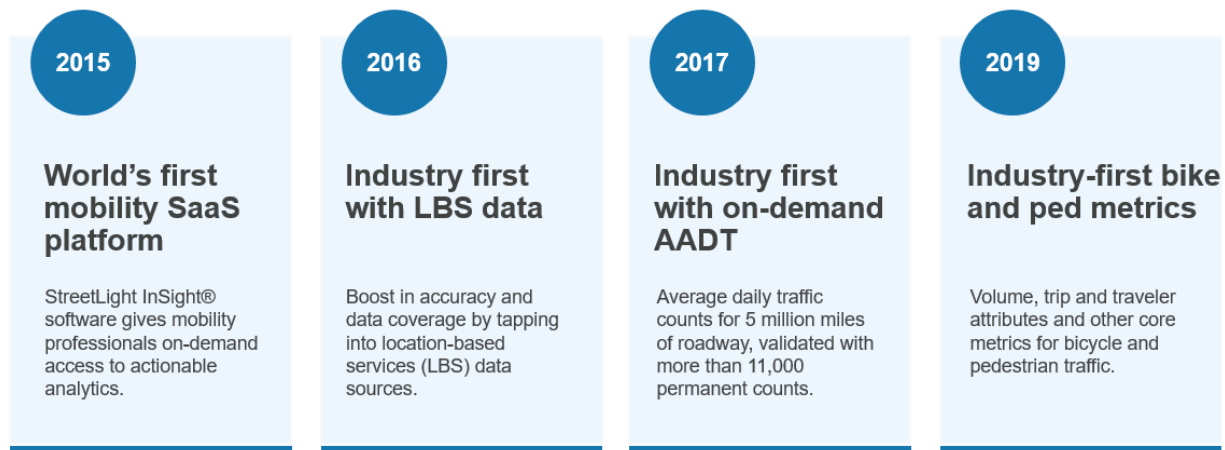 2015
World's first
mobility SaaS
platform
StreetLight InSight®
software gives mobility
professionals on-demand
access to actionable
analytics.
2016
Industry first
with LBS data
Boost in accuracy and
data coverage by tapping
into location-based
services (LBS) data
sources.
2017
Industry first
with on-demand
AADT
Average daily traffic
counts for 5 million miles
of roadway, validated with
more than 11,000
permanent counts.
2019
Industry-first bike
and ped metrics
Volume, trip and traveler
attributes and other core
metrics for bicycle and
pedestrian traffic.